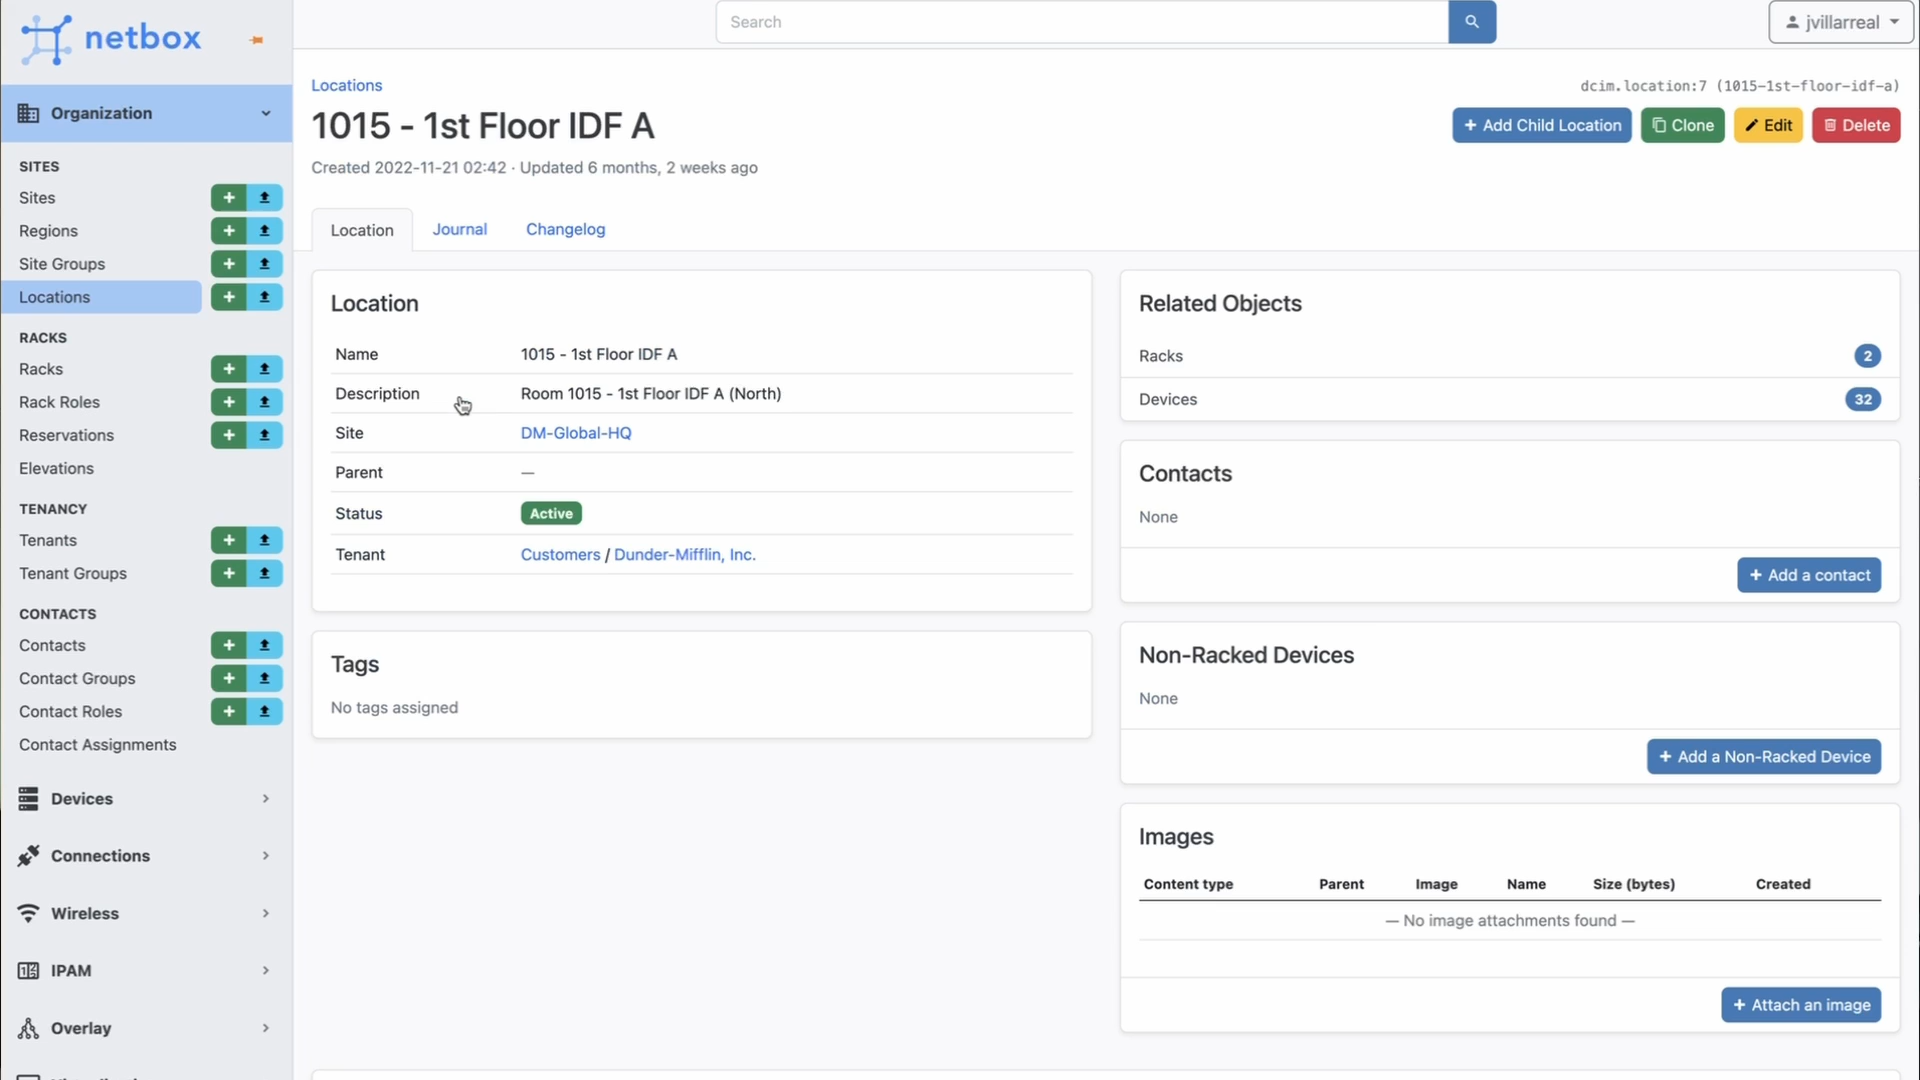 netbox
Search
jvillarreal
Organization
SITES
Sites
Regions
Site Groups
Locations
RACKS
Racks
Rack Roles
Reservations
Elevations
TENANCY
Tenants
Tenant Groups
CONTACTS
Contacts
Contact Groups
Contact Roles
Contact Assignments
Devices
Connections
Wireless
IPAM
Overlay
Locations
dcim.location:7 (1015-1st-floor-idf-a)
1015 - 1st Floor IDF A
+ Add Child Location
Clone
Edit
Delete
Created 2022-11-21 02:42 · Updated 6 months, 2 weeks ago
Location
Journal
Changelog
Location
Name 1015 - 1st Floor IDF A
Description Room 1015 - 1st Floor IDF A (North)
Site DM-Global-HQ
Parent —
Status Active
Tenant Customers / Dunder-Mifflin, Inc.
Tags
No tags assigned
Related Objects
Racks 2
Devices 32
Contacts
None
+ Add a contact
Non-Racked Devices
None
+ Add a Non-Racked Device
Images
Content type Parent Image Name Size (bytes) Created
— No image attachments found —
+ Attach an image